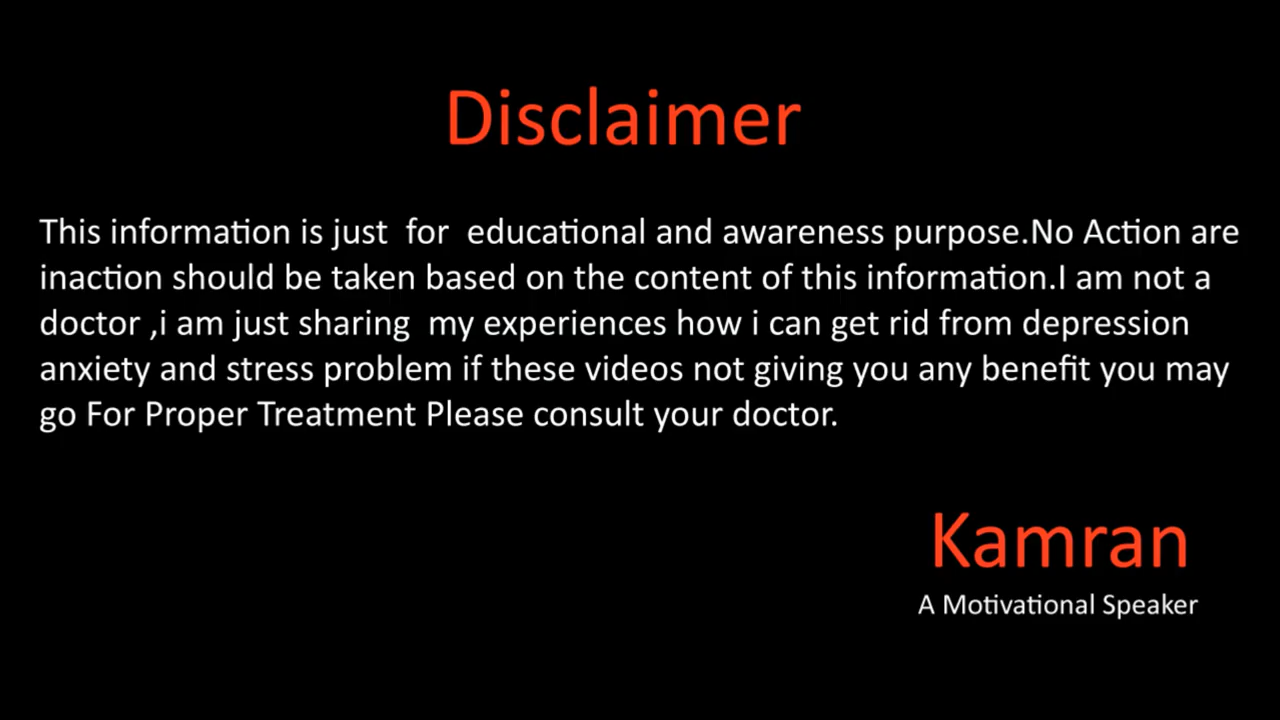 Disclaimer
This information is just for educational and awareness purpose.No Action are
inaction should be taken based on the content of this information.I am not a
doctor ,i am just sharing my experiences how i can get rid from depression
anxiety and stress problem if these videos not giving you any benefit you may
go For Proper Treatment Please consult your doctor.
Kamran
A Motivational Speaker